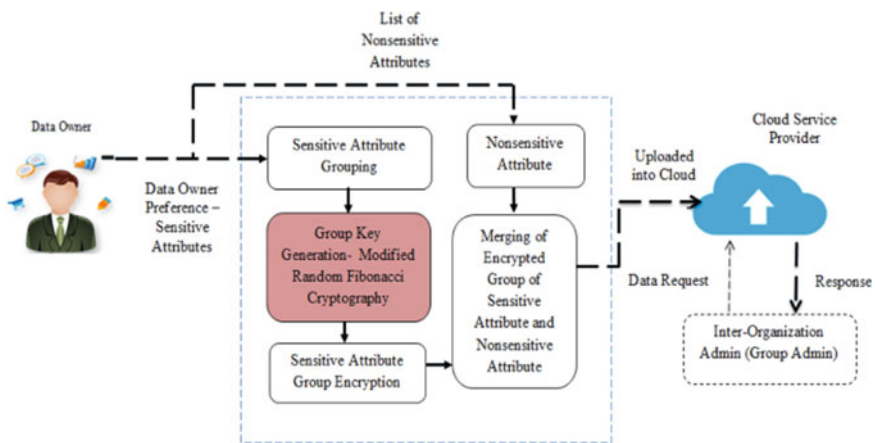 List of
Nonsensitive
Attributes
Data Owner
Data Owner
Preference –
Sensitive
Attributes
Sensitive Attribute
Grouping
Group Key
Generation- Modified
Random Fibonacci
Cryptography
Sensitive Attribute
Group Encryption
Nonsensitive
Attribute
Merging of
Encrypted
Group of
Sensitive
Attribute and
Nonsensitive
Attribute
Uploaded
into Cloud
Cloud Service
Provider
Data Request
Response
Inter-Organization
Admin (Group Admin)